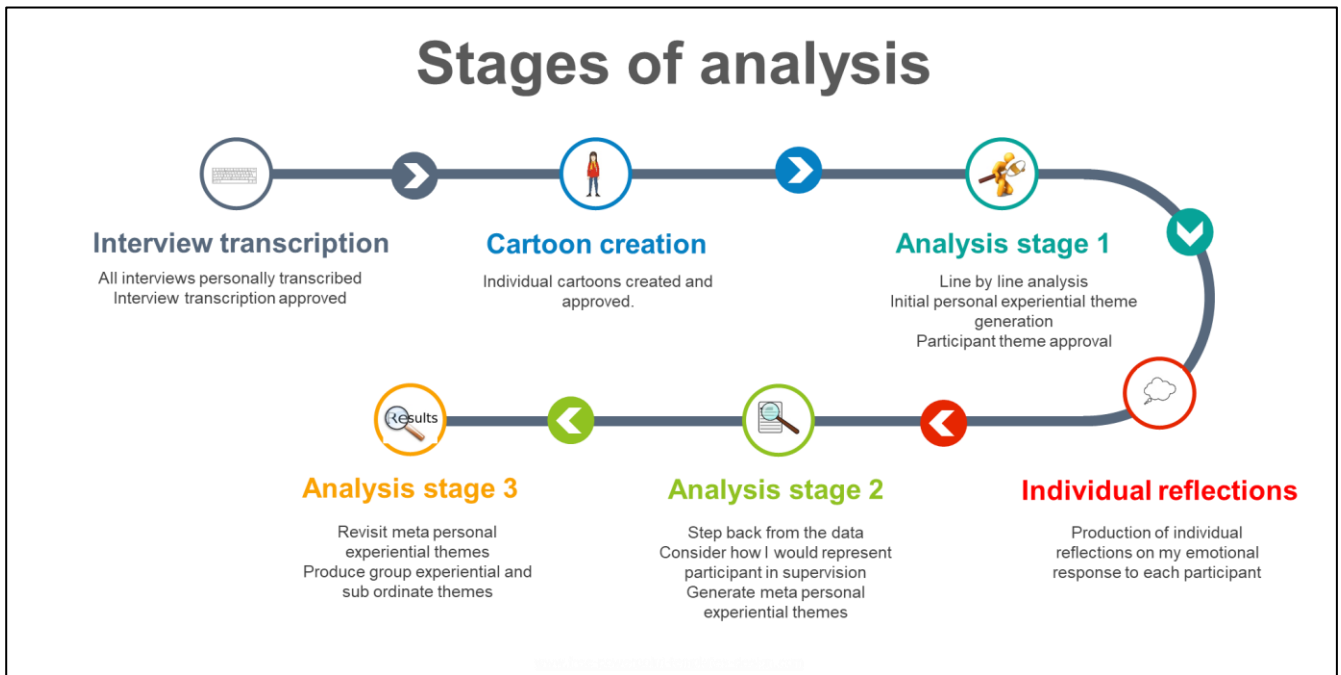 Stages of analysis
Interview transcription
All interviews personally transcribed
Interview transcription approved
Cartoon creation
Individual cartoons created and
approved.
Analysis stage 1
Line by line analysis
Initial personal experiential theme
generation
Participant theme approval
Individual reflections
Production of individual
reflections on my emotional
response to each participant
Analysis stage 2
Step back from the data
Consider how I would represent
participant in supervision
Generate meta personal
experiential themes
Results
Analysis stage 3
Revisit meta personal
experiential themes
Produce group experiential and
sub ordinate themes